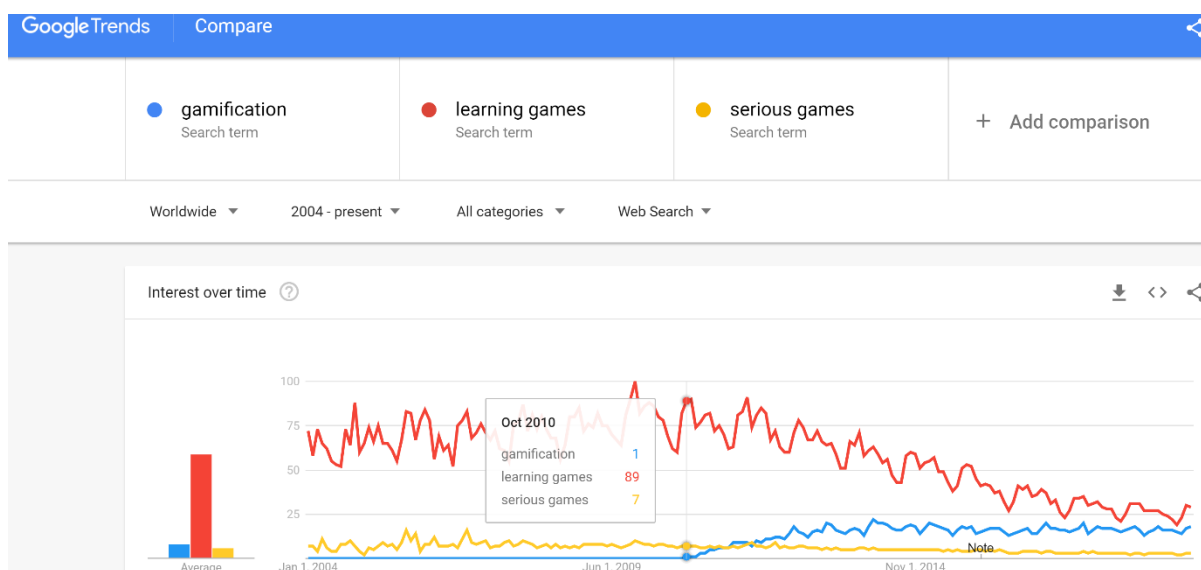 Google Trends Compare
gamification
Search term
learning games
Search term
serious games
Search term
+ Add comparison
Worldwide
2004 - present
All categories
Web Search
Interest over time ?
100
75
50
25
Oct 2010
gamification 1
learning games 89
serious games 7
Note
Average
Jan 1, 2004
Jun 1, 2009
Nov 1, 2014